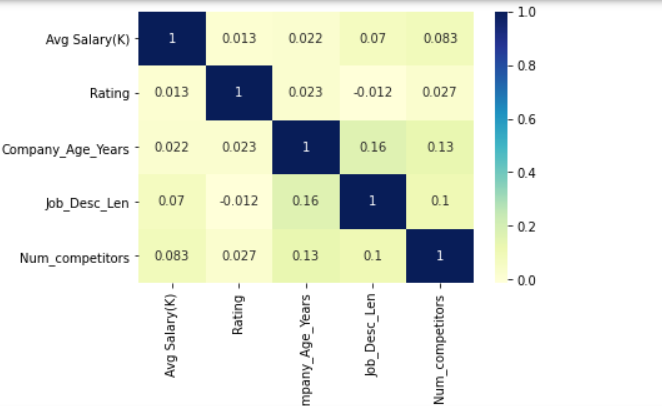 1.0
Avg Salary(K) 1 0.013 0.022 0.07 0.083
0.8
Rating 0.013 1 0.023 -0.012 0.027
0.6
Company_Age_Years 0.022 0.023 1 0.16 0.13
0.4
Job_Desc_Len 0.07 -0.012 0.16 1 0.1
0.2
Num_competitors 0.083 0.027 0.13 0.1 1
0.0
Avg Salary(K)
Rating
mpany_Age_Years
Job_Desc_Len
Num_competitors